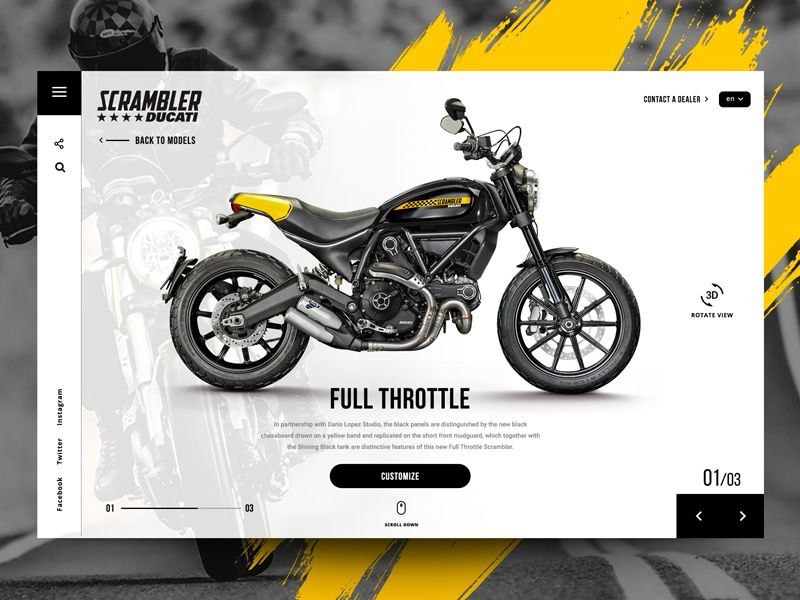 SCRAMBLER
DUCATI
CONTACT A DEALER
en
BACK TO MODELS
SCRAMBLER
DUCATI
3D
ROTATE VIEW
Instagram
Twitter
Facebook
FULL THROTTLE
In partnership with Dario Lopez Studio, the black panels are distinguished by the new black
chessboard drawn on a yellow band and replicated on the short front mudguard, which together with
the Shining Black tank are distinctive features of this new Full Throttle Scrambler.
CUSTOMIZE
01/03
01
03
SCROLL DOWN